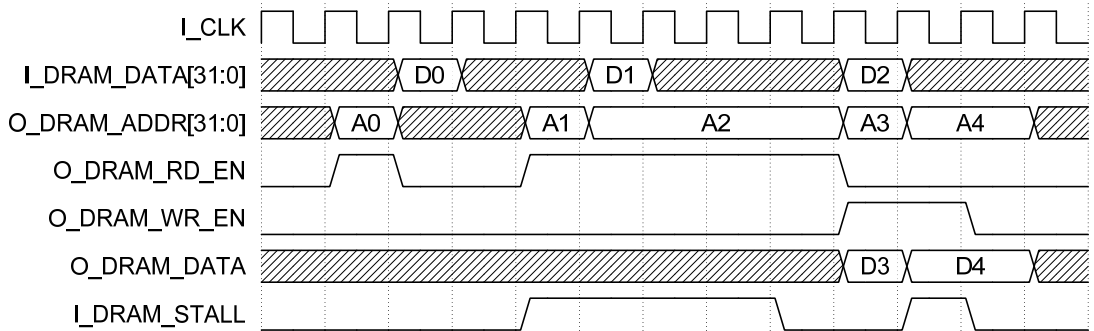 I_CLK
I_DRAM_DATA[31:0] D0 D1 D2
O_DRAM_ADDR[31:0] A0 A1 A2 A3 A4
O_DRAM_RD_EN
O_DRAM_WR_EN
O_DRAM_DATA D3 D4
I_DRAM_STALL